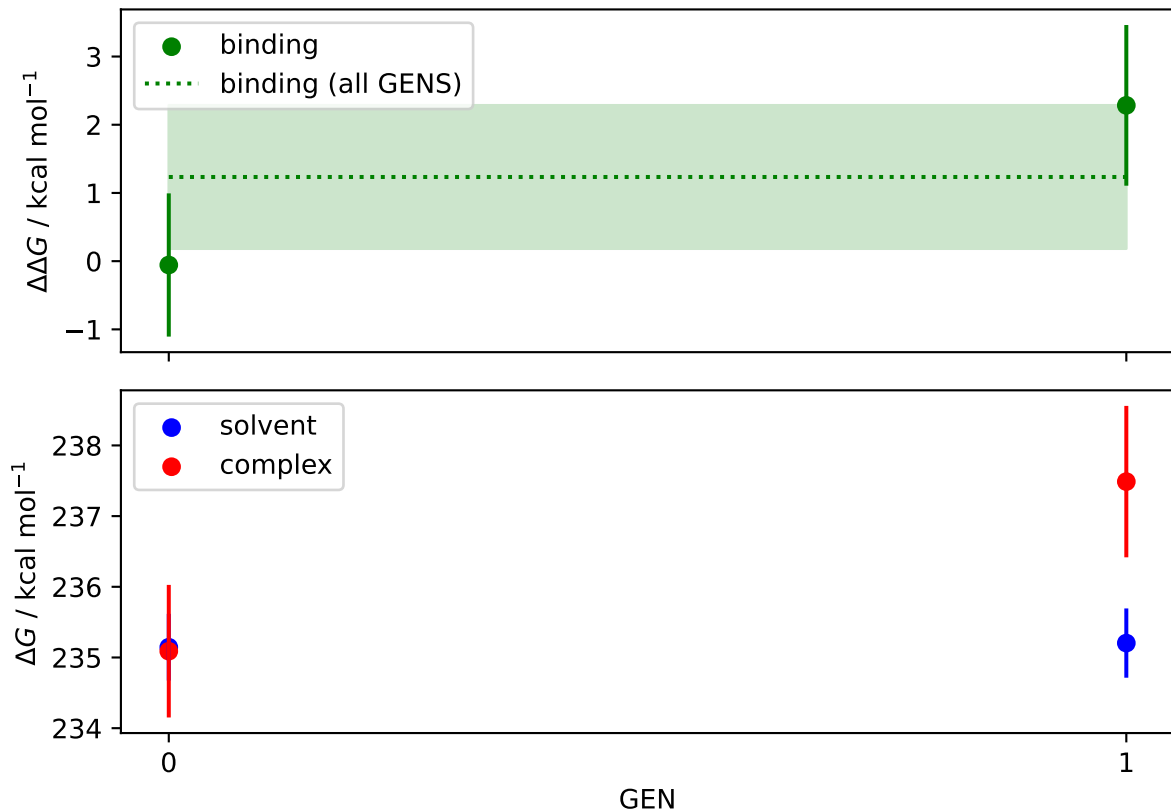 binding
binding (all GENS)
ΔΔG / kcal mol⁻¹
3
2
1
0
−1
solvent
complex
ΔG / kcal mol⁻¹
238
237
236
235
234
0
1
GEN